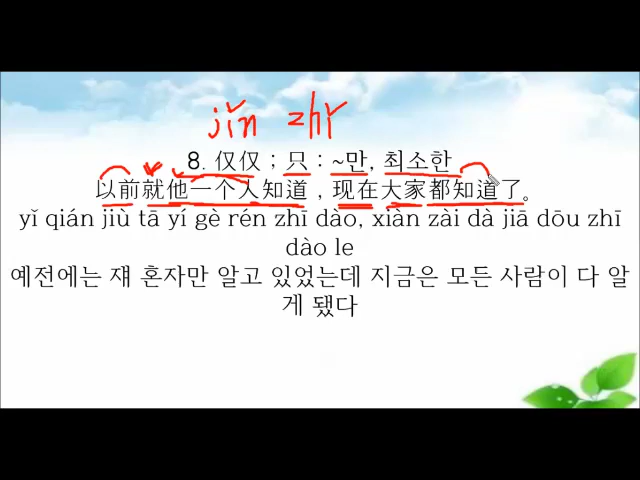 jǐn zhǐ
8. 仅仅 ; 只 : ~만, 최소한
以前就他一个人知道 , 现在大家都知道了。
yǐ qián jiù tā yí gè rén zhī dào, xiàn zài dà jiā dōu zhī
dào le
예전에는 쟤 혼자만 알고 있었는데 지금은 모든 사람이 다 알
게 됐다